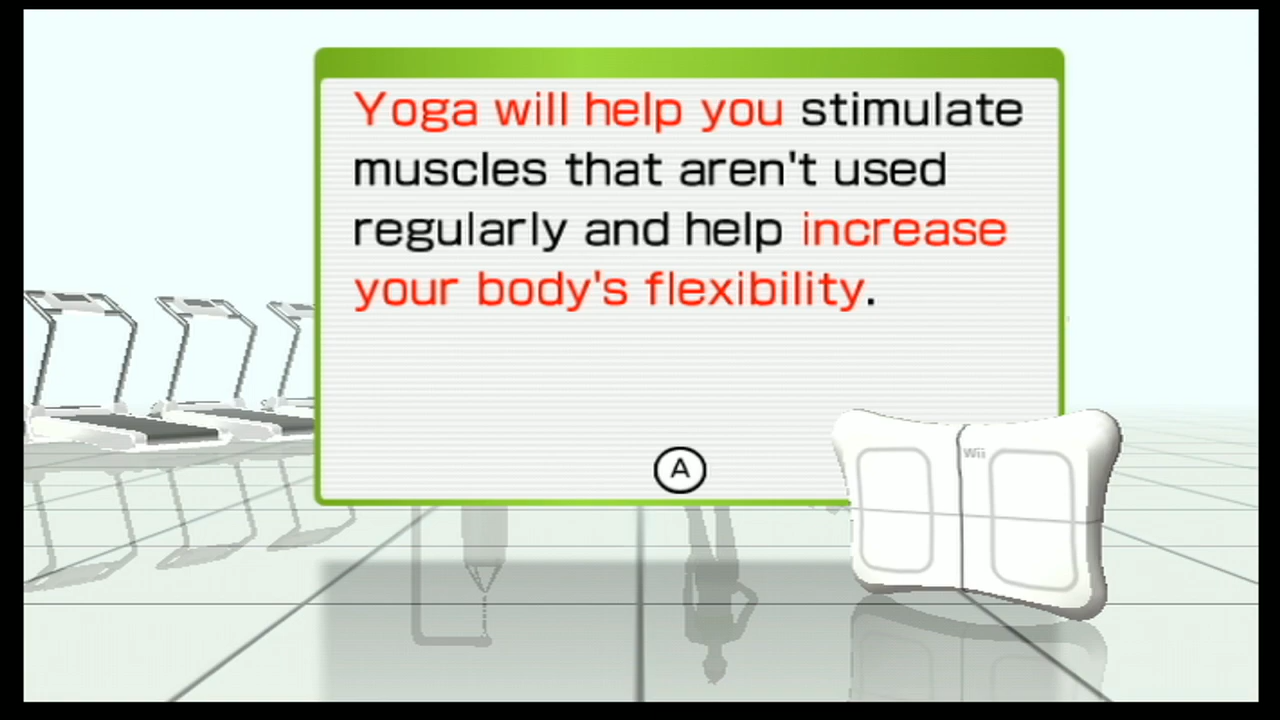 Yoga will help you stimulate
muscles that aren't used
regularly and help increase
your body's flexibility.
A
Wii